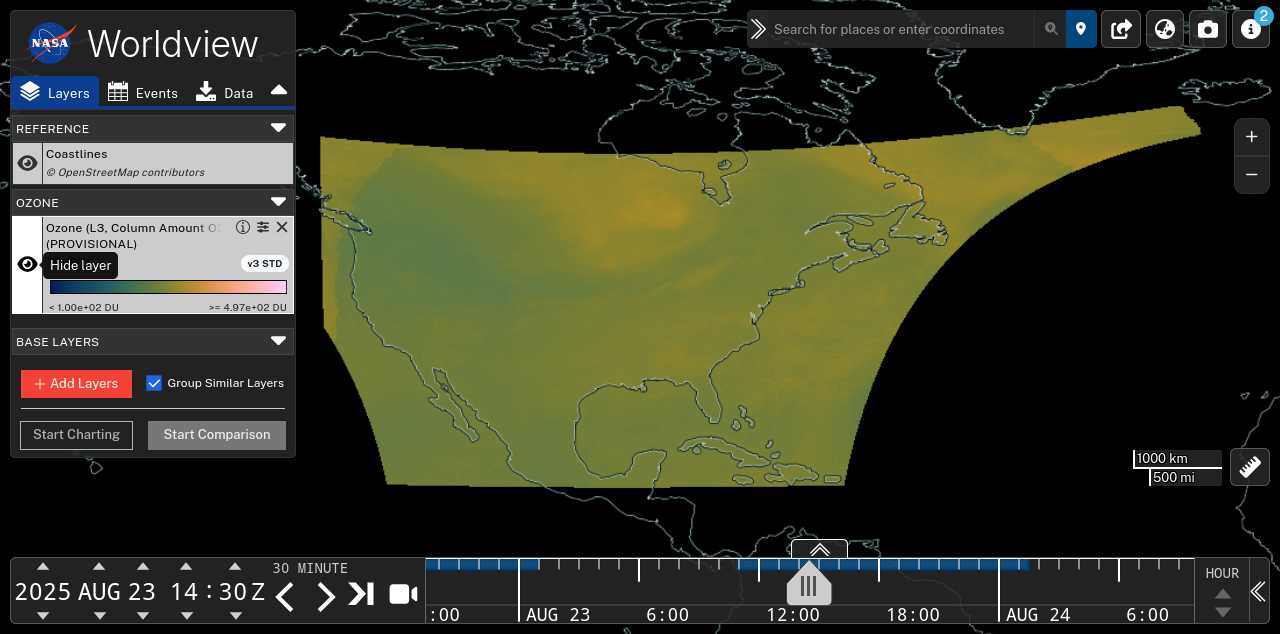 NASA
Worldview
Layers
Events
Data
Search for places or enter coordinates
2
REFERENCE
Coastlines
© OpenStreetMap contributors
OZONE
Ozone (L3, Column Amount
(PROVISIONAL)
Hide layer
v3 STD
< 1.00e+02 DU
>= 4.97e+02 DU
BASE LAYERS
+ Add Layers
Group Similar Layers
Start Charting
Start Comparison
+
−
1000 km
500 mi
2025 AUG 23 14 : 30 Z
30 MINUTE
:00
AUG 23
6:00
12:00
18:00
AUG 24
6:00
HOUR